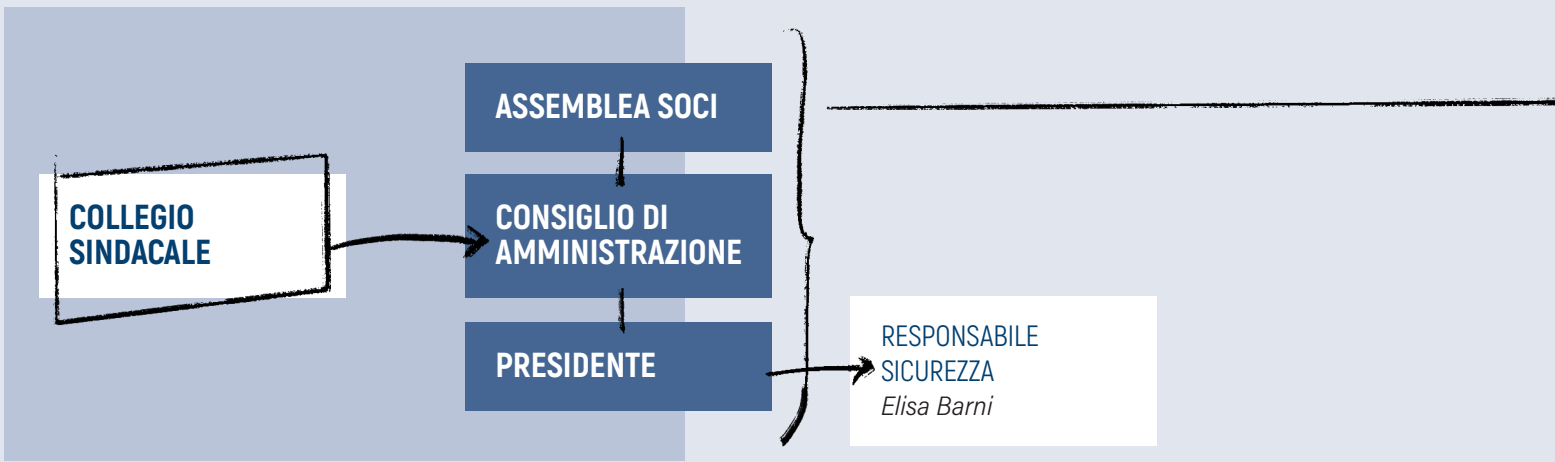 ASSEMBLEA SOCI
COLLEGIO
SINDACALE
CONSIGLIO DI
AMMINISTRAZIONE
PRESIDENTE
RESPONSABILE
SICUREZZA
Elisa Barni